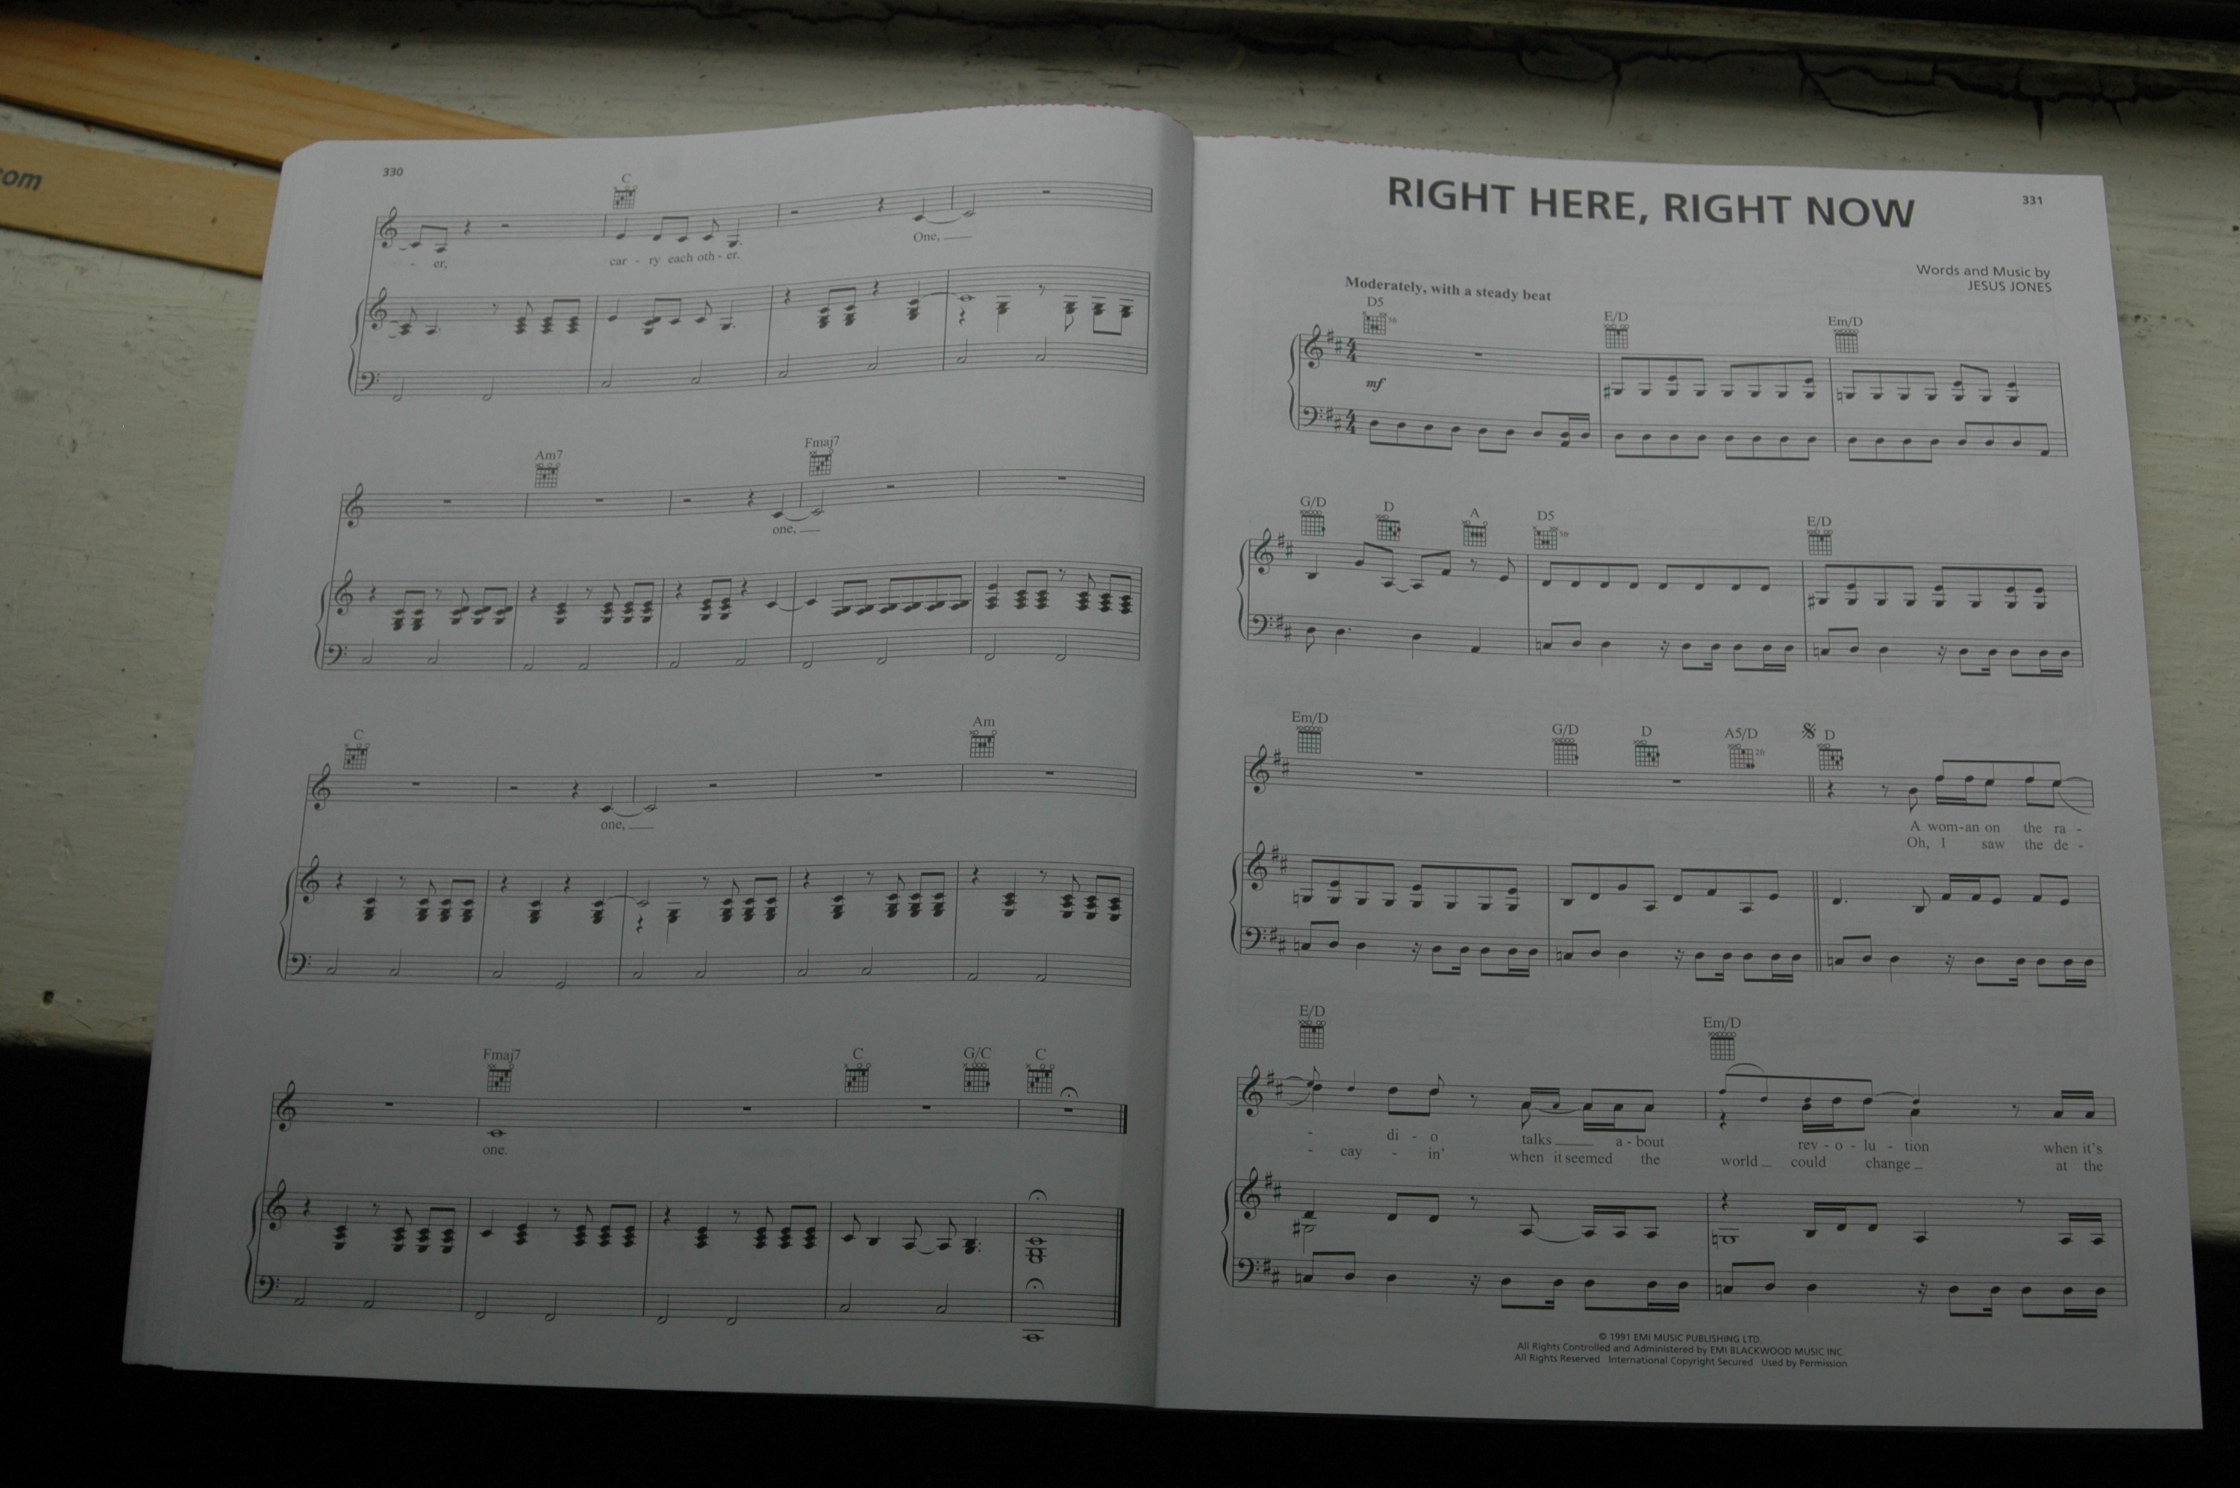 om
330
C
er,
car - ry each oth - er.
One,
Am7
Fmaj7
one,
C
Am
one,
Fmaj7
C
G/C
C
one.
RIGHT HERE, RIGHT NOW
331
Words and Music by
JESUS JONES
Moderately, with a steady beat
D5
5fr
E/D
Em/D
mf
G/D
D
A
D5
5fr
E/D
Em/D
G/D
D
A5/D
2fr
D
A wom-an on the ra -
Oh, I saw the de -
E/D
Em/D
- di - o talks a - bout rev - o - lu - tion when it's
- cay - in' when it seemed the world could change at the
© 1991 EMI MUSIC PUBLISHING LTD.
All Rights Controlled and Administered by EMI BLACKWOOD MUSIC INC.
All Rights Reserved International Copyright Secured Used by Permission